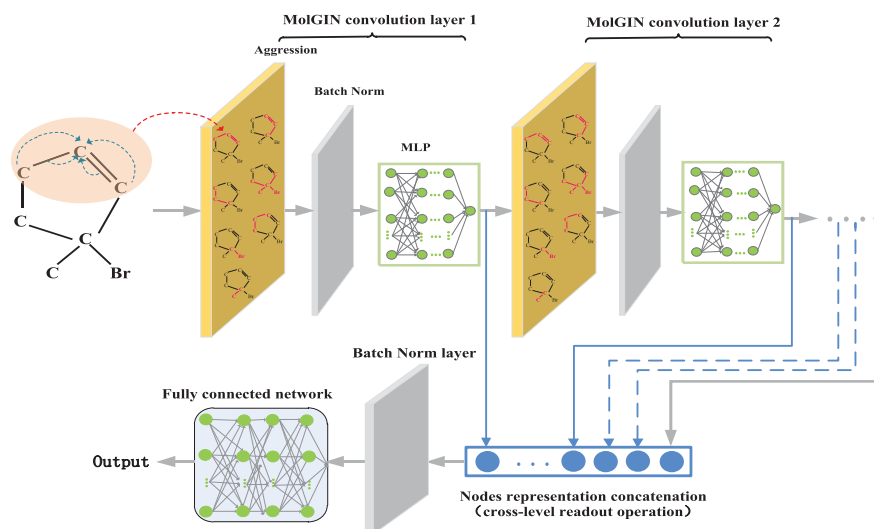 MolGIN convolution layer 1
MolGIN convolution layer 2
Aggression
Batch Norm
MLP
C
C
C
C
C
C
Br
Batch Norm layer
Fully connected network
Output
Nodes representation concatenation
（cross-level readout operation）